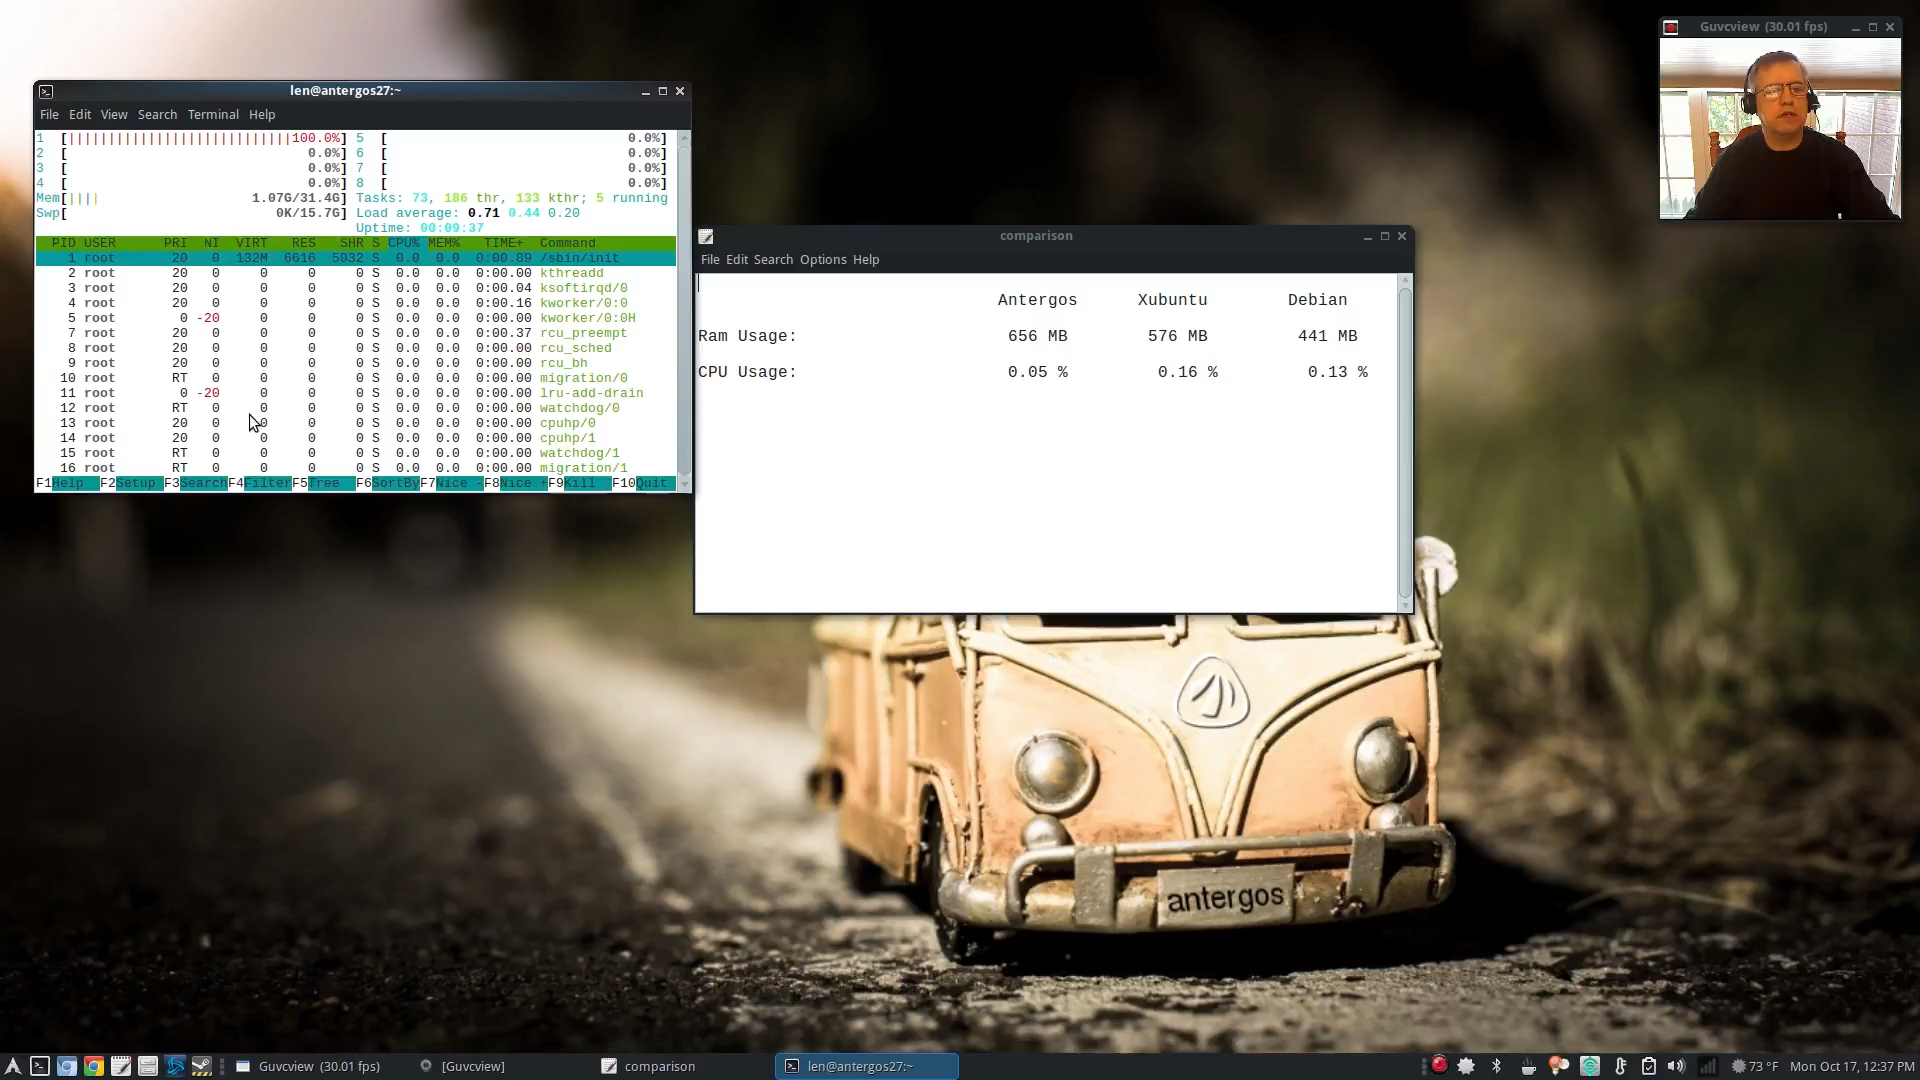 Guvcview (30.01 fps)
len@antergos27:~
File Edit View Search Terminal Help
1 [||||||||||||||||||||||||||||100.0%] 5 [ 0.0%]
2 [ 0.0%] 6 [ 0.0%]
3 [ 0.0%] 7 [ 0.0%]
4 [ 0.0%] 8 [ 0.0%]
Mem[|||| 1.07G/31.4G] Tasks: 73, 186 thr, 133 kthr; 5 running
Swp[ 0K/15.7G] Load average: 0.71 0.44 0.20
Uptime: 00:09:37
PID USER PRI NI VIRT RES SHR S CPU% MEM% TIME+ Command
1 root 20 0 132M 6616 5032 S 0.0 0.0 0:00.89 /sbin/init
2 root 20 0 0 0 0 S 0.0 0.0 0:00.00 kthreadd
3 root 20 0 0 0 0 S 0.0 0.0 0:00.04 ksoftirqd/0
4 root 20 0 0 0 0 S 0.0 0.0 0:00.16 kworker/0:0
5 root 0 -20 0 0 0 S 0.0 0.0 0:00.00 kworker/0:0H
7 root 20 0 0 0 0 S 0.0 0.0 0:00.37 rcu_preempt
8 root 20 0 0 0 0 S 0.0 0.0 0:00.00 rcu_sched
9 root 20 0 0 0 0 S 0.0 0.0 0:00.00 rcu_bh
10 root RT 0 0 0 0 S 0.0 0.0 0:00.00 migration/0
11 root 0 -20 0 0 0 S 0.0 0.0 0:00.00 lru-add-drain
12 root RT 0 0 0 0 S 0.0 0.0 0:00.00 watchdog/0
13 root 20 0 0 0 0 S 0.0 0.0 0:00.00 cpuhp/0
14 root 20 0 0 0 0 S 0.0 0.0 0:00.00 cpuhp/1
15 root RT 0 0 0 0 S 0.0 0.0 0:00.00 watchdog/1
16 root RT 0 0 0 0 S 0.0 0.0 0:00.00 migration/1
F1Help F2Setup F3SearchF4FilterF5Tree F6SortByF7Nice -F8Nice +F9Kill F10Quit
comparison
File Edit Search Options Help
Antergos Xubuntu Debian
Ram Usage: 656 MB 576 MB 441 MB
CPU Usage: 0.05 % 0.16 % 0.13 %
antergos
Guvcview (30.01 fps) [Guvcview] comparison len@antergos27:~ 73 °F Mon Oct 17, 12:37 PM